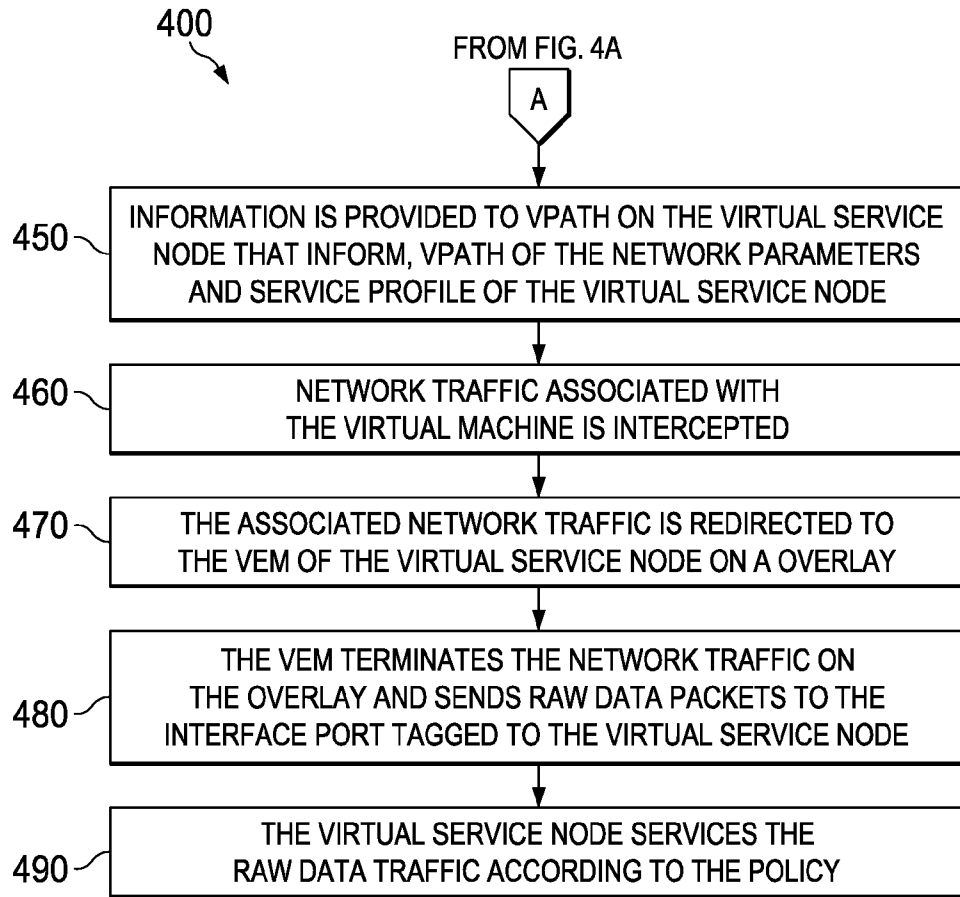 400
FROM FIG. 4A
A
450
INFORMATION IS PROVIDED TO VPATH ON THE VIRTUAL SERVICE
NODE THAT INFORM, VPATH OF THE NETWORK PARAMETERS
AND SERVICE PROFILE OF THE VIRTUAL SERVICE NODE
460
NETWORK TRAFFIC ASSOCIATED WITH
THE VIRTUAL MACHINE IS INTERCEPTED
470
THE ASSOCIATED NETWORK TRAFFIC IS REDIRECTED TO
THE VEM OF THE VIRTUAL SERVICE NODE ON A OVERLAY
480
THE VEM TERMINATES THE NETWORK TRAFFIC ON
THE OVERLAY AND SENDS RAW DATA PACKETS TO THE
INTERFACE PORT TAGGED TO THE VIRTUAL SERVICE NODE
490
THE VIRTUAL SERVICE NODE SERVICES THE
RAW DATA TRAFFIC ACCORDING TO THE POLICY